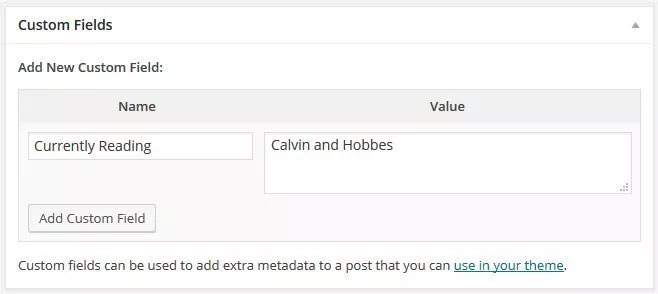 Custom Fields
Add New Custom Field:
Name Value
Currently Reading Calvin and Hobbes
Add Custom Field
Custom fields can be used to add extra metadata to a post that you can use in your theme.